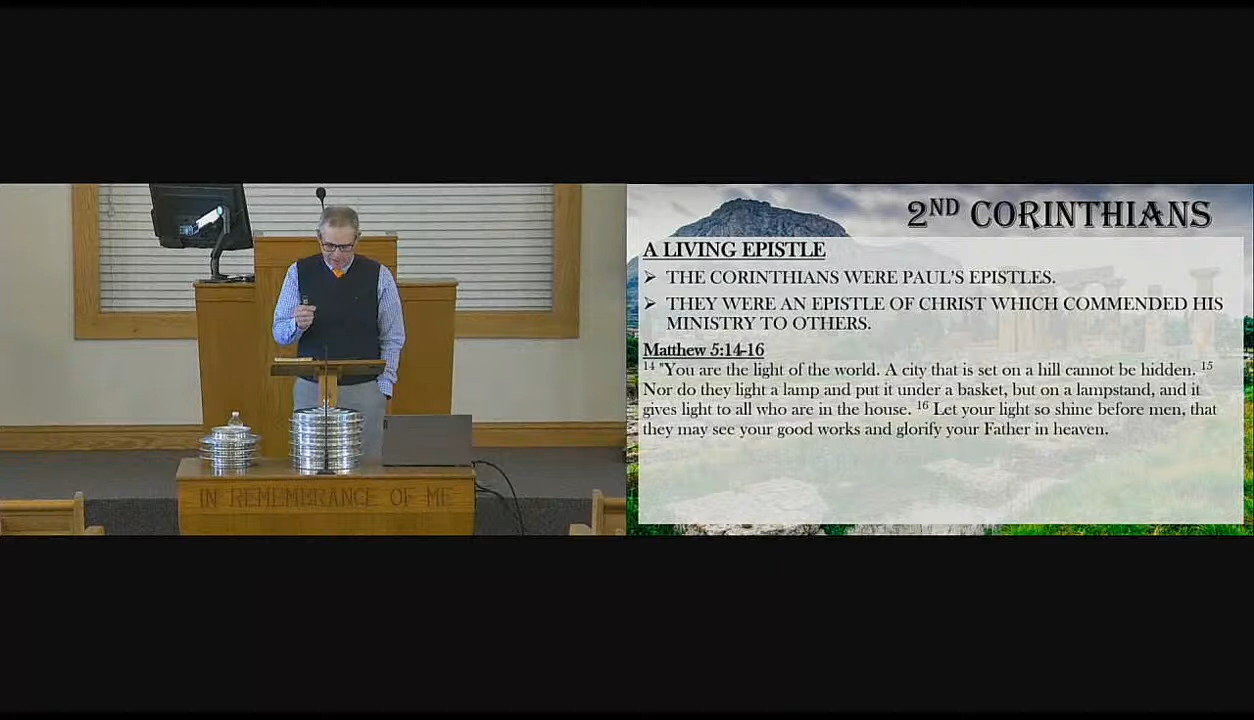 IN REMEMBRANCE OF ME
2ND CORINTHIANS
A LIVING EPISTLE
➢ THE CORINTHIANS WERE PAUL'S EPISTLES.
➢ THEY WERE AN EPISTLE OF CHRIST WHICH COMMENDED HIS
MINISTRY TO OTHERS.
Matthew 5:14-16
14 "You are the light of the world. A city that is set on a hill cannot be hidden. 15
Nor do they light a lamp and put it under a basket, but on a lampstand, and it
gives light to all who are in the house. 16 Let your light so shine before men, that
they may see your good works and glorify your Father in heaven.